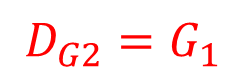 D_{G2} = G_1